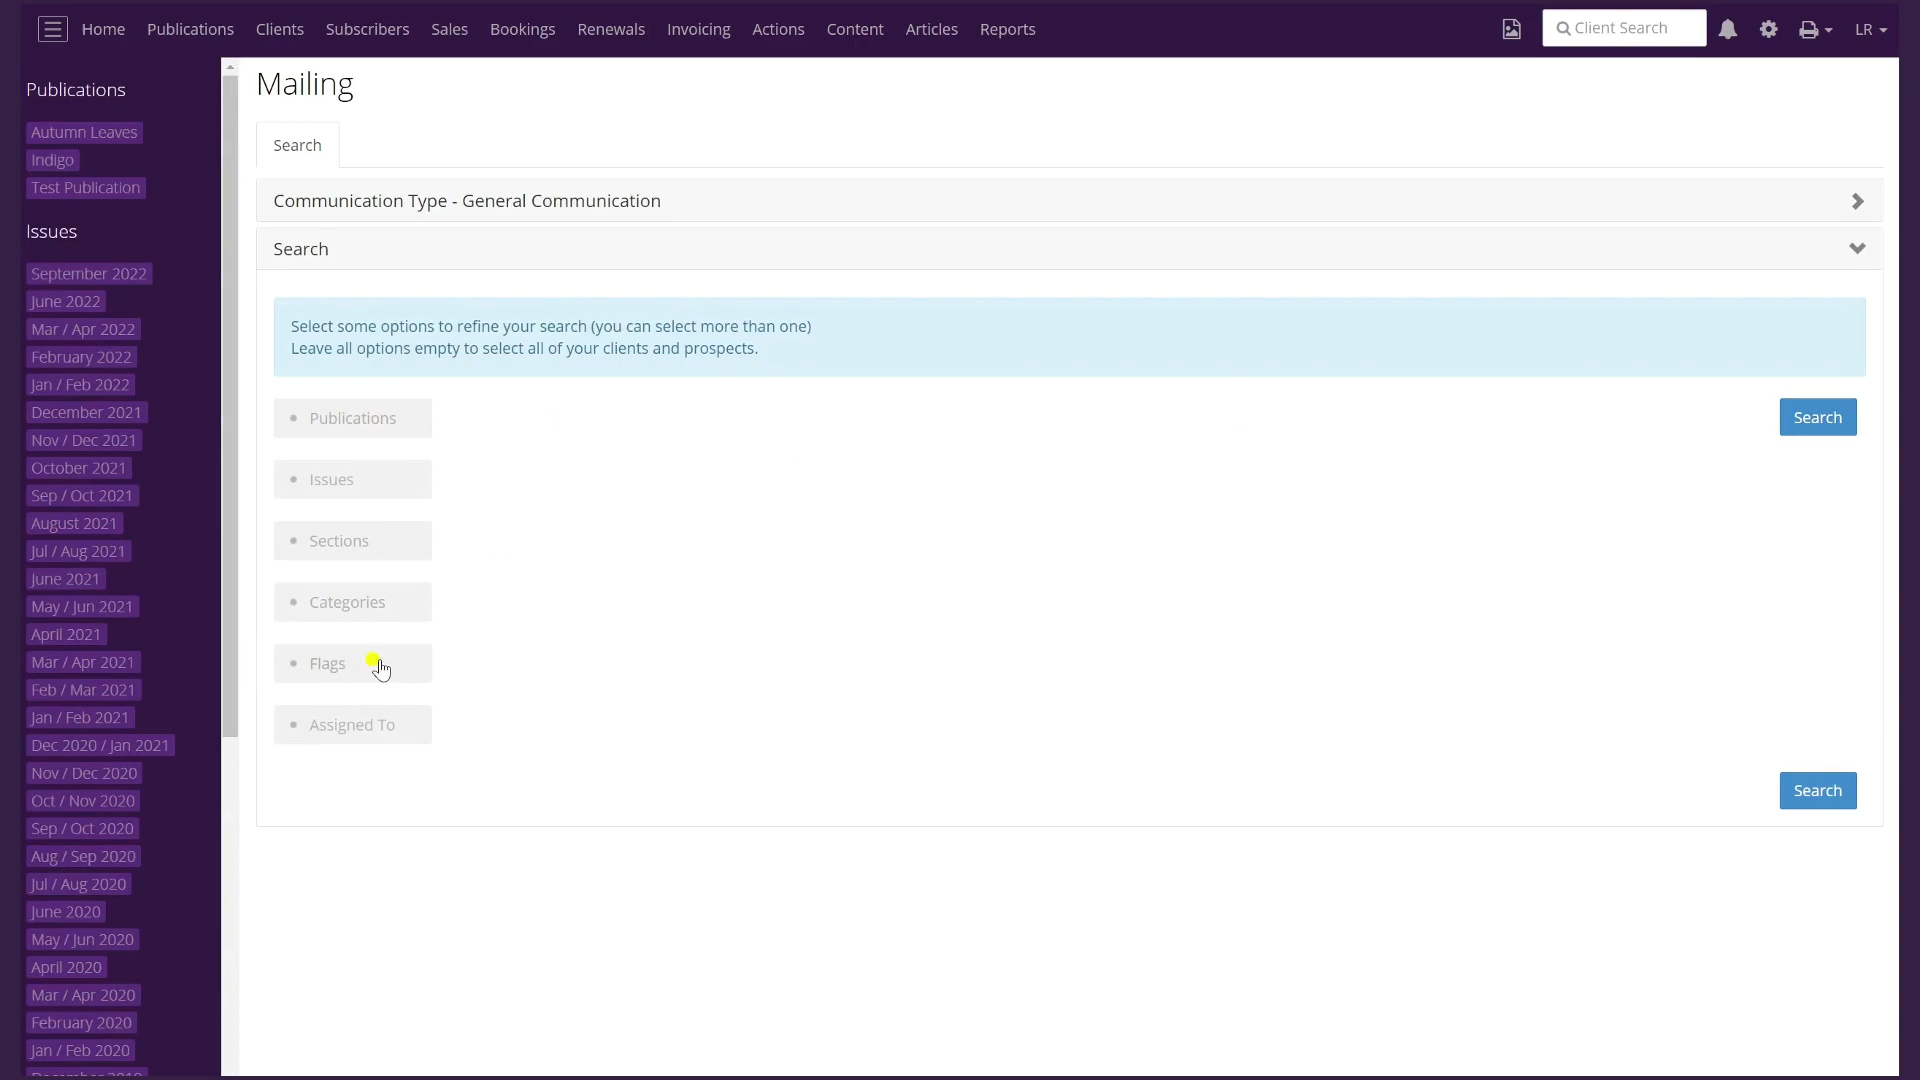 Home Publications Clients Subscribers Sales Bookings Renewals Invoicing Actions Content Articles Reports Client Search LR
Publications
Autumn Leaves
Indigo
Test Publication
Issues
September 2022
June 2022
Mar / Apr 2022
February 2022
Jan / Feb 2022
December 2021
Nov / Dec 2021
October 2021
Sep / Oct 2021
August 2021
Jul / Aug 2021
June 2021
May / Jun 2021
April 2021
Mar / Apr 2021
Feb / Mar 2021
Jan / Feb 2021
Dec 2020 / Jan 2021
Nov / Dec 2020
Oct / Nov 2020
Sep / Oct 2020
Aug / Sep 2020
Jul / Aug 2020
June 2020
May / Jun 2020
April 2020
Mar / Apr 2020
February 2020
Jan / Feb 2020
Mailing
Search
Communication Type - General Communication
Search
Select some options to refine your search (you can select more than one)
Leave all options empty to select all of your clients and prospects.
Publications
Search
Issues
Sections
Categories
Flags
Assigned To
Search